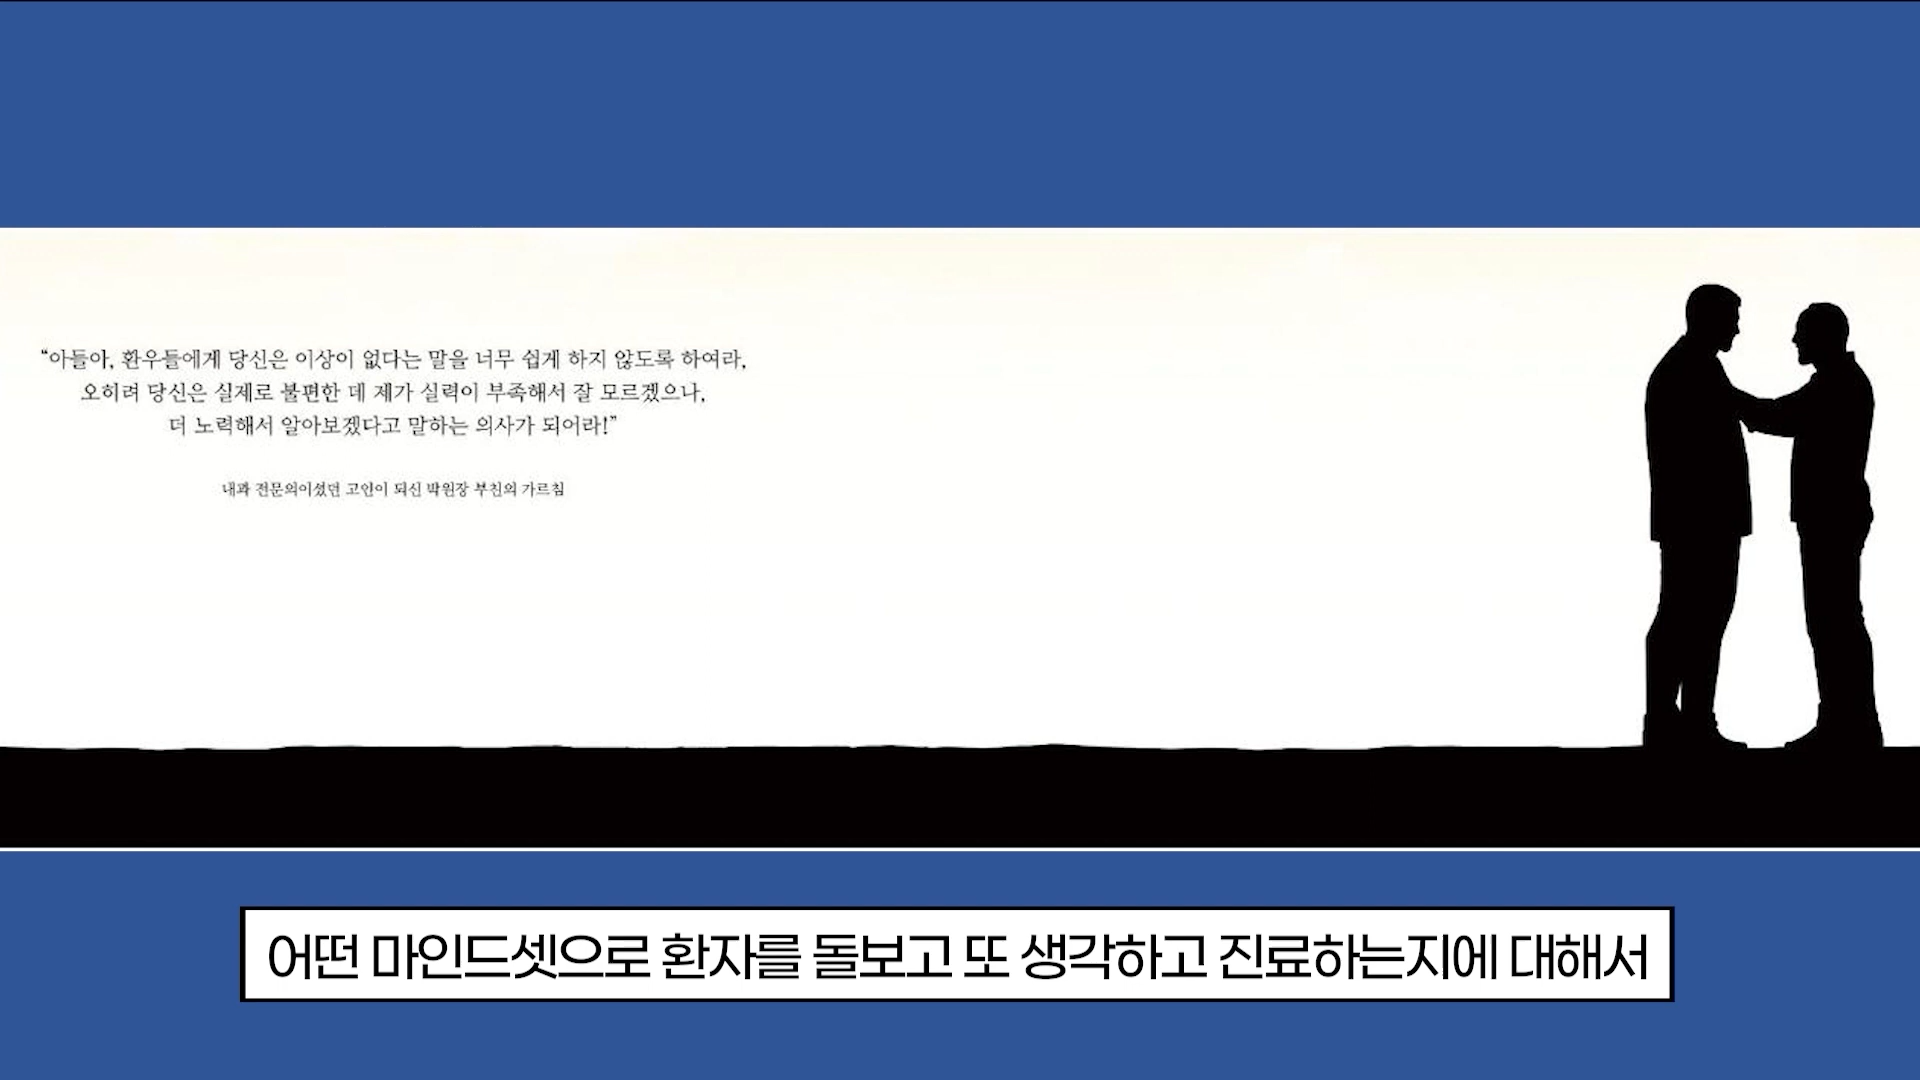 “아들아, 환우들에게 당신은 이상이 없다는 말을 너무 쉽게 하지 않도록 하여라,
오히려 당신은 실제로 불편한 데 제가 실력이 부족해서 잘 모르겠으나,
더 노력해서 알아보겠다고 말하는 의사가 되어라!”
내과 전문의이셨던 고인이 되신 박원장 부친의 가르침
어떤 마인드셋으로 환자를 돌보고 또 생각하고 진료하는지에 대해서